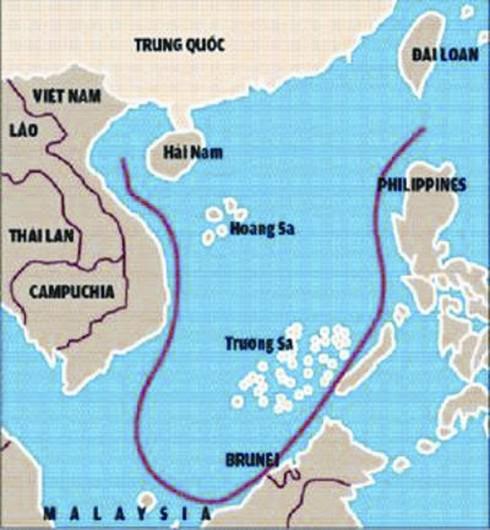 TRUNG QUỐC
ĐÀI LOAN
VIỆT NAM
LÀO
Hải Nam
PHILIPPINES
Hoàng Sa
THÁI LAN
CAMPUCHIA
Trường Sa
BRUNEI
MALAYSIA